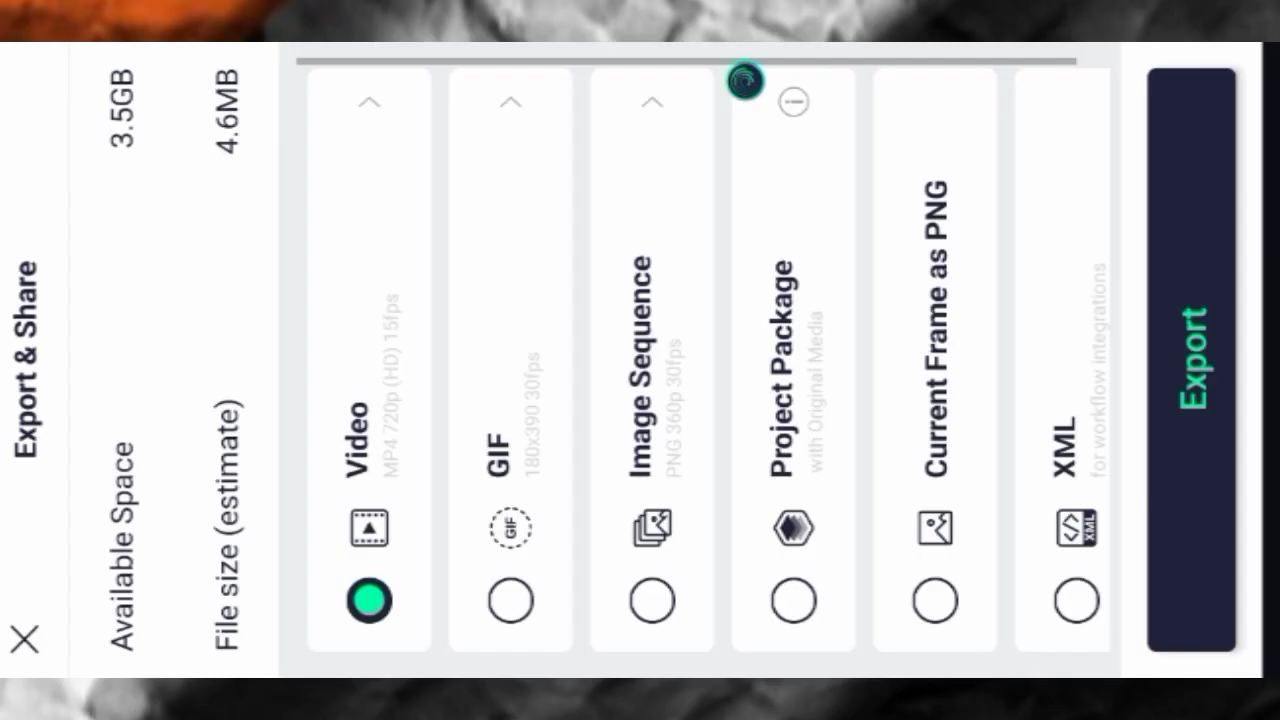 Export & Share
Available Space 3.5GB
File size (estimate) 4.6MB
Video
MP4 720p (HD) 15fps
GIF
GIF
180x390 30fps
Image Sequence
PNG 360p 30fps
Project Package
with Original Media
Current Frame as PNG
XML
XML
for workflow integrations
Export